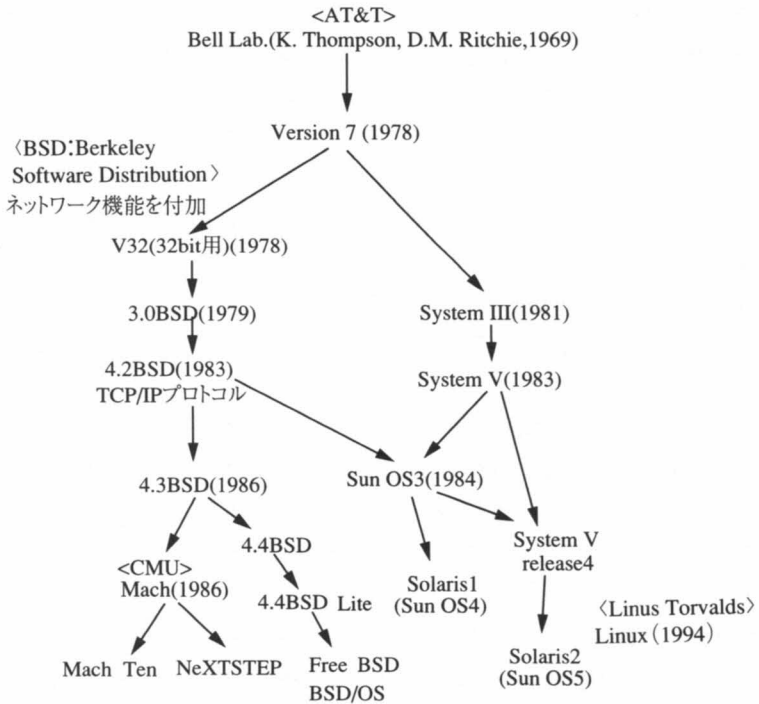 <AT&T>
Bell Lab.(K. Thompson, D.M. Ritchie,1969)
Version 7 (1978)
〈BSD:Berkeley
Software Distribution〉
ネットワーク機能を付加
V32(32bit用)(1978)
3.0BSD(1979)
System III(1981)
4.2BSD(1983)
TCP/IPプロトコル
System V(1983)
4.3BSD(1986)
Sun OS3(1984)
4.4BSD
System V
release4
<CMU>
Mach(1986)
4.4BSD Lite
Solaris1
(Sun OS4)
〈Linus Torvalds〉
Linux(1994)
Mach Ten
NeXTSTEP
Free BSD
BSD/OS
Solaris2
(Sun OS5)